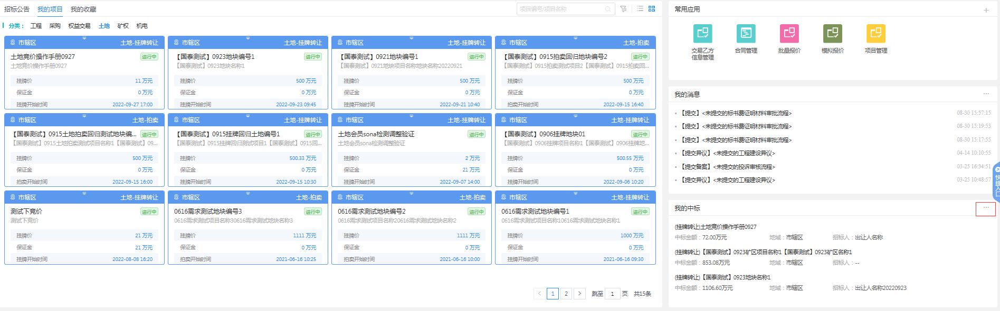 招标公告 我的项目 我的收藏
项目编号/项目名称
分类： 工程 采购 权益交易 土地 矿权 机电
市辖区 土地-挂牌转让
土地竞价操作手册0927 进行中
土地竞价操作手册0927
挂牌价 11 万元
保证金 0 万元
挂牌开始时间 2022-09-27 17:00
市辖区 土地-挂牌转让
【国泰测试】0923地块编号1 进行中
【国泰测试】0923地块名称1
挂牌价 500 万元
保证金 0 万元
挂牌开始时间 2022-09-23 09:45
市辖区 土地-挂牌转让
【国泰测试】0921地块编号1 进行中
【国泰测试】0921地块项目名称地块名称20220921
挂牌价 500 万元
保证金 0 万元
挂牌开始时间 2022-09-21 10:40
市辖区 土地-拍卖
【国泰测试】0915拍卖回归地块编号2 进行中
【国泰测试】0915拍卖测试项目2【国泰测试】0915拍卖回...
挂牌价 500 万元
保证金 0 万元
拍卖开始时间 2022-09-15 16:40
市辖区 土地-拍卖
【国泰测试】0915土地拍卖回归测试地块编... 进行中
【国泰测试】0915土地拍卖测试项目名称1【国泰测试】09...
挂牌价 500 万元
保证金 0 万元
拍卖开始时间 2022-09-15 16:00
市辖区 土地-挂牌转让
【国泰测试】0915挂牌回归土地编号1 进行中
【国泰测试】0915挂牌回归测试项目1【国泰测试】0915回...
挂牌价 500.33 万元
保证金 0 万元
挂牌开始时间 2022-09-15 10:30
市辖区 土地-挂牌转让
土地会员sona检测调整验证 进行中
土地会员sona检测调整验证
挂牌价 2 万元
保证金 21 万元
挂牌开始时间 2022-09-07 14:00
市辖区 土地-挂牌转让
【国泰测试】0906挂牌地块01 进行中
【国泰测试】0906挂牌项目名称1【国泰测试】0906挂牌地...
挂牌价 500.55 万元
保证金 0 万元
挂牌开始时间 2022-09-06 10:20
市辖区 土地-挂牌转让
测试下竞价 进行中
测试下竞价
挂牌价 21 万元
保证金 21 万元
挂牌开始时间 2022-08-08 16:20
市辖区 土地-拍卖
0616需求测试地块编号3 进行中
0616需求测试项目名称30616需求测试地块名称3
挂牌价 1111 万元
保证金 0 万元
拍卖开始时间 2021-06-16 10:25
市辖区 土地-拍卖
0616需求测试地块编号2 进行中
0616需求测试项目名称20616需求测试地块名称2
挂牌价 1111 万元
保证金 0 万元
拍卖开始时间 2021-06-16 10:00
市辖区 土地-挂牌转让
0616需求测试地块编号1 进行中
0616需求测试项目名称10616需求测试地块名称1
挂牌价 1000 万元
保证金 0 万元
挂牌开始时间 2021-06-16 09:30
< 1 2 > 跳至 1 页 共15条
常用应用 +
交易乙方
信息管理
合同管理
批量报价
模拟报价
项目管理
我的消息 ...
• 【提交】<未提交的标书费证明材料审批流程> 08-30 15:57:15
• 【提交】<未提交的标书费证明材料审批流程> 08-30 15:19:53
• 【提交】<未提交的标书费证明材料审批流程> 08-30 15:17:55
• 【提交异议】<未提交的工程建设异议> 04-14 10:10:55
• 【提交备案】<未提交的投诉审核流程> 03-25 16:34:51
• 【提交异议】<未提交的工程建设异议> 03-25 10:48:57
快捷入口
我的中标 ...
(挂牌转让)土地竞价操作手册0927
中标金额：72.00万元 地域：市辖区 招标人：出让人名称
(挂牌转让)【国泰测试】0923矿区项目名称1【国泰测试】0923矿区名称1
中标金额：853.08万元 地域：市辖区 招标人：--
(挂牌转让)【国泰测试】0923地块名称1
中标金额：1106.60万元 地域：市辖区 招标人：出让人名称20220923